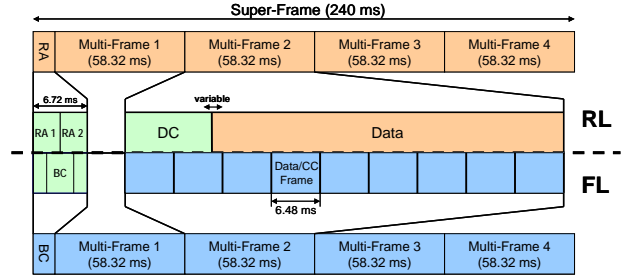 Super-Frame (240 ms)
RA
Multi-Frame 1
(58.32 ms)
Multi-Frame 2
(58.32 ms)
Multi-Frame 3
(58.32 ms)
Multi-Frame 4
(58.32 ms)
6.72 ms
variable
RA 1
RA 2
DC
Data
RL
BC
Data/CC
Frame
FL
6.48 ms
BC
Multi-Frame 1
(58.32 ms)
Multi-Frame 2
(58.32 ms)
Multi-Frame 3
(58.32 ms)
Multi-Frame 4
(58.32 ms)